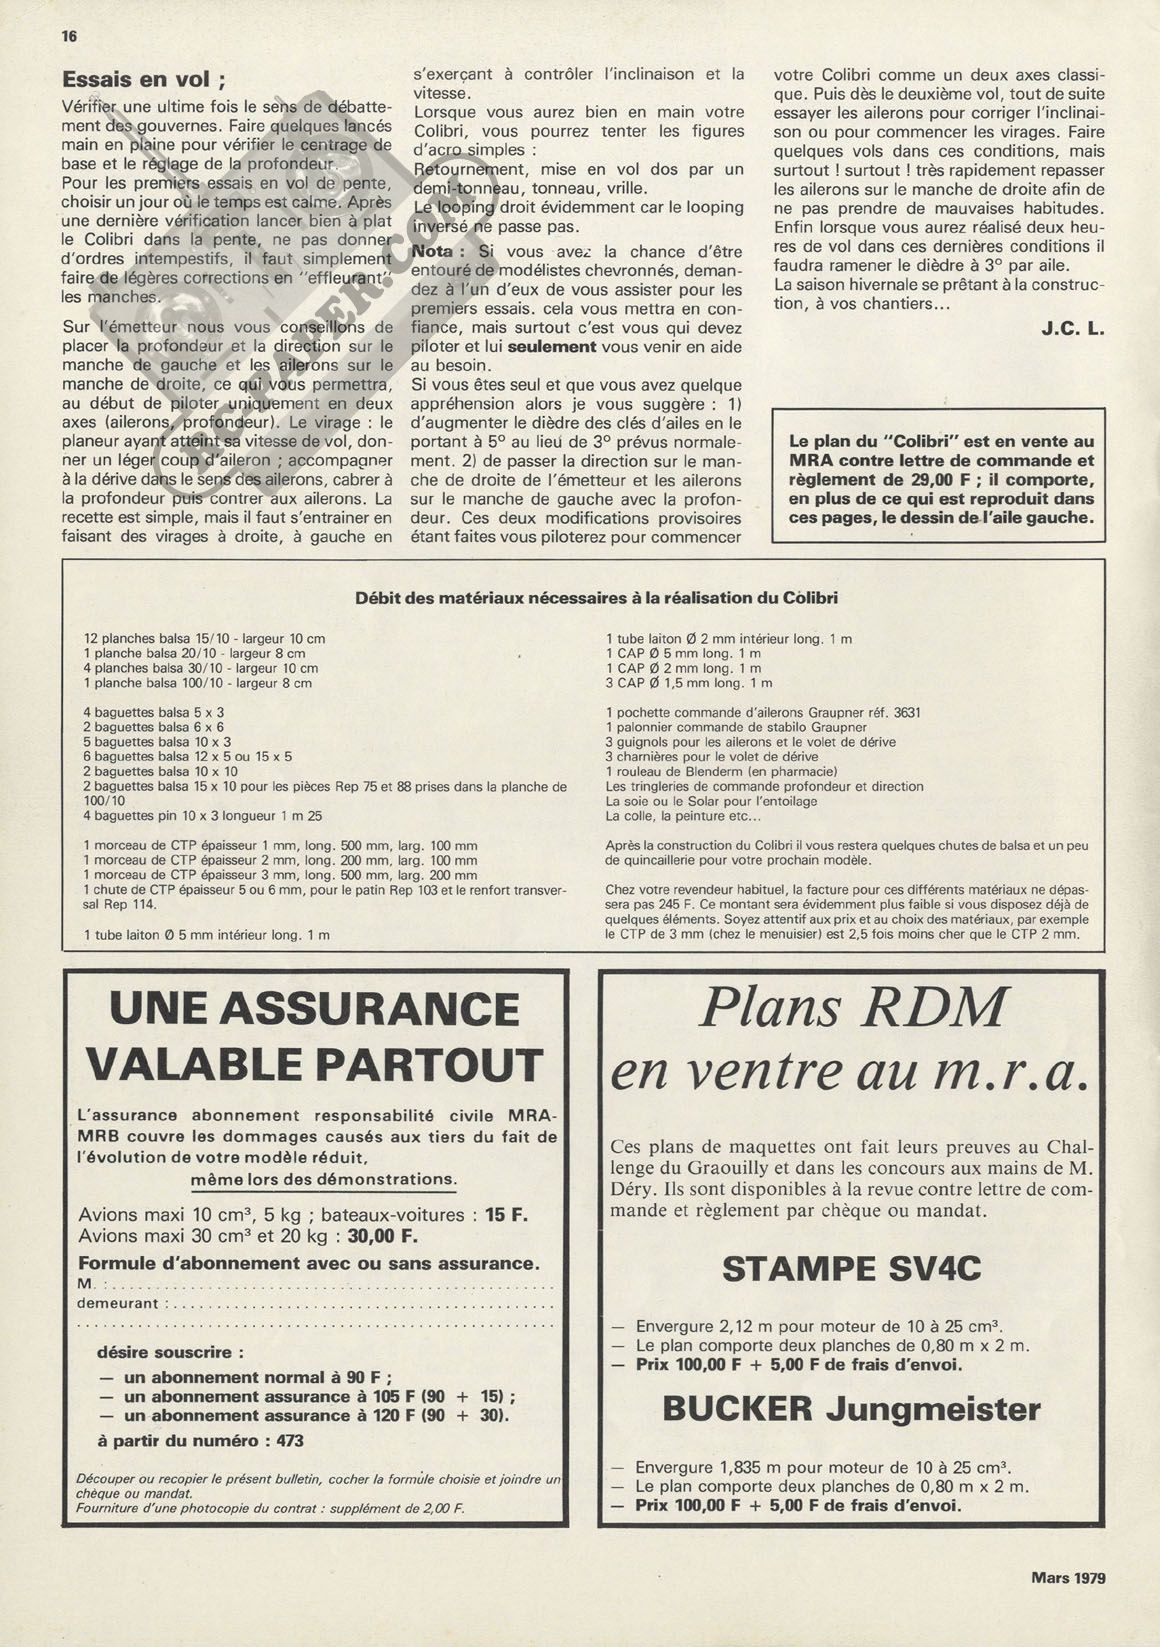 16
Essais en vol ;
Vérifier une ultime fois le sens de débatte-
ment des gouvernes. Faire quelques lancés
main en plaine pour vérifier le centrage de
base et le réglage de la profondeur.
Pour les premiers essais en vol de pente,
choisir un jour où le temps est calme. Après
une dernière vérification lancer bien à plat
le Colibri dans la pente, ne pas donner
d'ordres intempestifs, il faut simplement
faire de légères corrections en "effleurant"
les manches.
Sur l'émetteur nous vous conseillons de
placer la profondeur et la direction sur le
manche de gauche et les ailerons sur le
manche de droite, ce qui vous permettra,
au début de piloter uniquement en deux
axes (ailerons, profondeur). Le virage : le
planeur ayant atteint sa vitesse de vol, don-
ner un léger coup d'aileron ; accompagner
à la dérive dans le sens des ailerons, cabrer à
la profondeur puis contrer aux ailerons. La
recette est simple, mais il faut s'entrainer en
faisant des virages à droite, à gauche en
s'exerçant à contrôler l'inclinaison et la
vitesse.
Lorsque vous aurez bien en main votre
Colibri, vous pourrez tenter les figures
d'acro simples :
Retournement, mise en vol dos par un
demi-tonneau, tonneau, vrille.
Le looping droit évidemment car le looping
inversé ne passe pas.
Nota : Si vous avez la chance d'être
entouré de modélistes chevronnés, deman-
dez à l'un d'eux de vous assister pour les
premiers essais. cela vous mettra en con-
fiance, mais surtout c'est vous qui devez
piloter et lui seulement vous venir en aide
au besoin.
Si vous êtes seul et que vous avez quelque
appréhension alors je vous suggère : 1)
d'augmenter le dièdre des clés d'ailes en le
portant à 5° au lieu de 3° prévus normale-
ment. 2) de passer la direction sur le man-
che de droite de l'émetteur et les ailerons
sur le manche de gauche avec la profon-
deur. Ces deux modifications provisoires
étant faites vous piloterez pour commencer
votre Colibri comme un deux axes classi-
que. Puis dès le deuxième vol, tout de suite
essayer les ailerons pour corriger l'inclinai-
son ou pour commencer les virages. Faire
quelques vols dans ces conditions, mais
surtout ! surtout ! très rapidement repasser
les ailerons sur le manche de droite afin de
ne pas prendre de mauvaises habitudes.
Enfin lorsque vous aurez réalisé deux heu-
res de vol dans ces dernières conditions il
faudra ramener le dièdre à 3° par aile.
La saison hivernale se prêtant à la construc-
tion, à vos chantiers...
J.C. L.
Le plan du "Colibri" est en vente au
MRA contre lettre de commande et
règlement de 29,00 F ; il comporte,
en plus de ce qui est reproduit dans
ces pages, le dessin de l'aile gauche.
RC-PAPER.COM
Débit des matériaux nécessaires à la réalisation du Colibri
12 planches balsa 15/10 - largeur 10 cm
1 planche balsa 20/10 - largeur 8 cm
4 planches balsa 30/10 - largeur 10 cm
1 planche balsa 100/10 - largeur 8 cm
4 baguettes balsa 5 x 3
2 baguettes balsa 6 x 6
5 baguettes balsa 10 x 3
6 baguettes balsa 12 x 5 ou 15 x 5
2 baguettes balsa 10 x 10
2 baguettes balsa 15 x 10 pour les pièces Rep 75 et 88 prises dans la planche de
100/10
4 baguettes pin 10 x 3 longueur 1 m 25
1 morceau de CTP épaisseur 1 mm, long. 500 mm, larg. 100 mm
1 morceau de CTP épaisseur 2 mm, long. 200 mm, larg. 100 mm
1 morceau de CTP épaisseur 3 mm, long. 500 mm, larg. 200 mm
1 chute de CTP épaisseur 5 ou 6 mm, pour le patin Rep 103 et le renfort transver-
sal Rep 114.
1 tube laiton Ø 5 mm intérieur long. 1 m
1 tube laiton Ø 2 mm intérieur long. 1 m
1 CAP Ø 5 mm long. 1 m
1 CAP Ø 2 mm long. 1 m
3 CAP Ø 1,5 mm long. 1 m
1 pochette commande d'ailerons Graupner réf. 3631
1 palonnier commande de stabilo Graupner
3 guignols pour les ailerons et le volet de dérive
3 charnières pour le volet de dérive
1 rouleau de Blenderm (en pharmacie)
Les tringleries de commande profondeur et direction
La soie ou le Solar pour l'entoilage
La colle, la peinture etc...
Après la construction du Colibri il vous restera quelques chutes de balsa et un peu
de quincaillerie pour votre prochain modèle.
Chez votre revendeur habituel, la facture pour ces différents matériaux ne dépas-
sera pas 245 F. Ce montant sera évidemment plus faible si vous disposez déjà de
quelques éléments. Soyez attentif aux prix et au choix des matériaux, par exemple
le CTP de 3 mm (chez le menuisier) est 2,5 fois moins cher que le CTP 2 mm.
UNE ASSURANCE
VALABLE PARTOUT
L'assurance abonnement responsabilité civile MRA-
MRB couvre les dommages causés aux tiers du fait de
l'évolution de votre modèle réduit,
même lors des démonstrations.
Avions maxi 10 cm³, 5 kg ; bateaux-voitures : 15 F.
Avions maxi 30 cm³ et 20 kg : 30,00 F.
Formule d'abonnement avec ou sans assurance.
M. :
demeurant :
désire souscrire :
— un abonnement normal à 90 F ;
— un abonnement assurance à 105 F (90 + 15) ;
— un abonnement assurance à 120 F (90 + 30).
à partir du numéro : 473
Découper ou recopier le présent bulletin, cocher la formule choisie et joindre un
chèque ou mandat.
Fourniture d'une photocopie du contrat : supplément de 2,00 F.
Plans RDM
en ventre au m.r.a.
Ces plans de maquettes ont fait leurs preuves au Chal-
lenge du Graouilly et dans les concours aux mains de M.
Déry. Ils sont disponibles à la revue contre lettre de com-
mande et règlement par chèque ou mandat.
STAMPE SV4C
— Envergure 2,12 m pour moteur de 10 à 25 cm³.
— Le plan comporte deux planches de 0,80 m x 2 m.
— Prix 100,00 F + 5,00 F de frais d'envoi.
BUCKER Jungmeister
— Envergure 1,835 m pour moteur de 10 à 25 cm³.
— Le plan comporte deux planches de 0,80 m x 2 m.
— Prix 100,00 F + 5,00 F de frais d'envoi.
Mars 1979